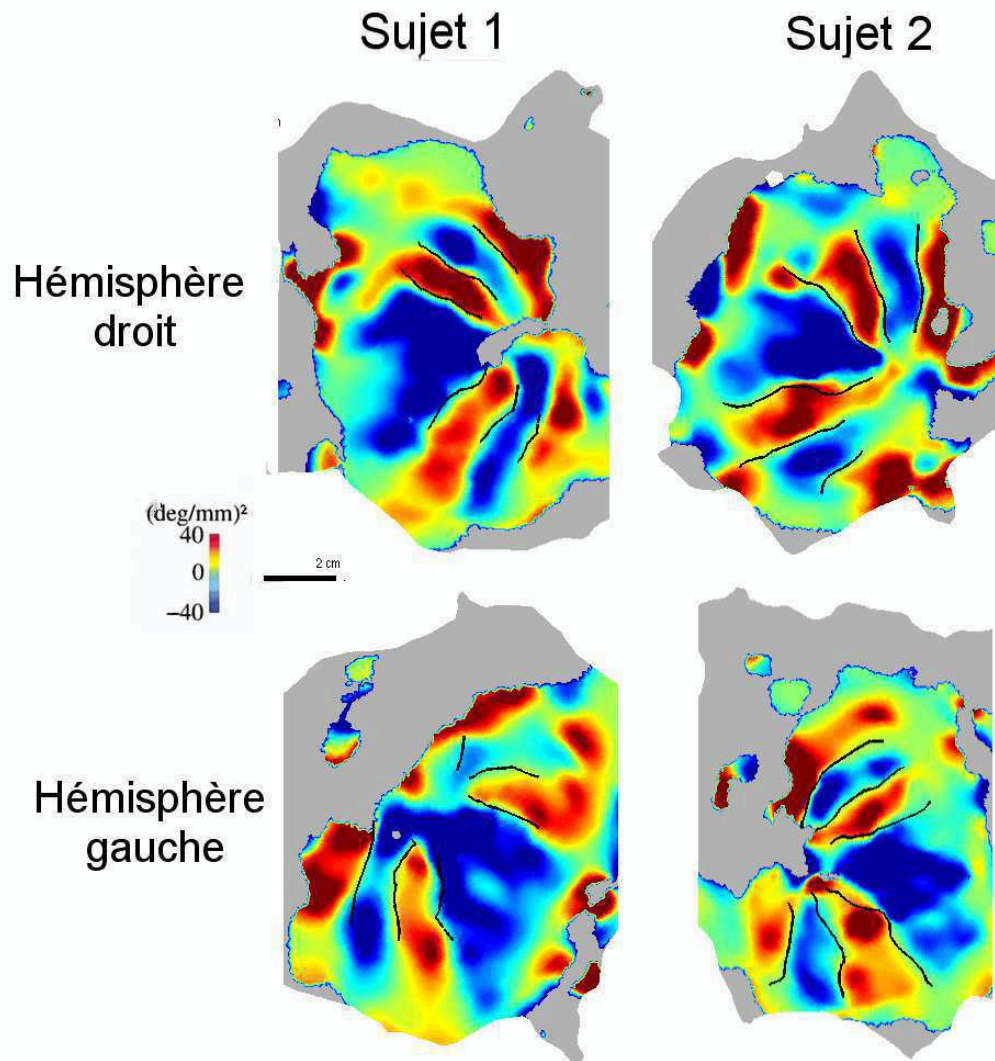 Sujet 1
Sujet 2
Hémisphère
droit
(deg/mm)²
40
0
−40
2 cm
Hémisphère
gauche